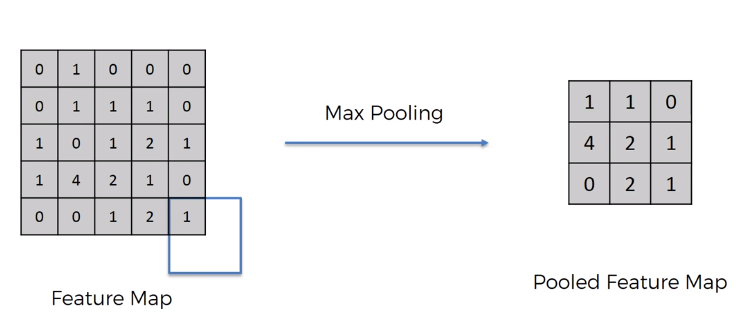 0 1 0 0 0
0 1 1 1 0
1 0 1 2 1
1 4 2 1 0
0 0 1 2 1
Feature Map
Max Pooling
1 1 0
4 2 1
0 2 1
Pooled Feature Map